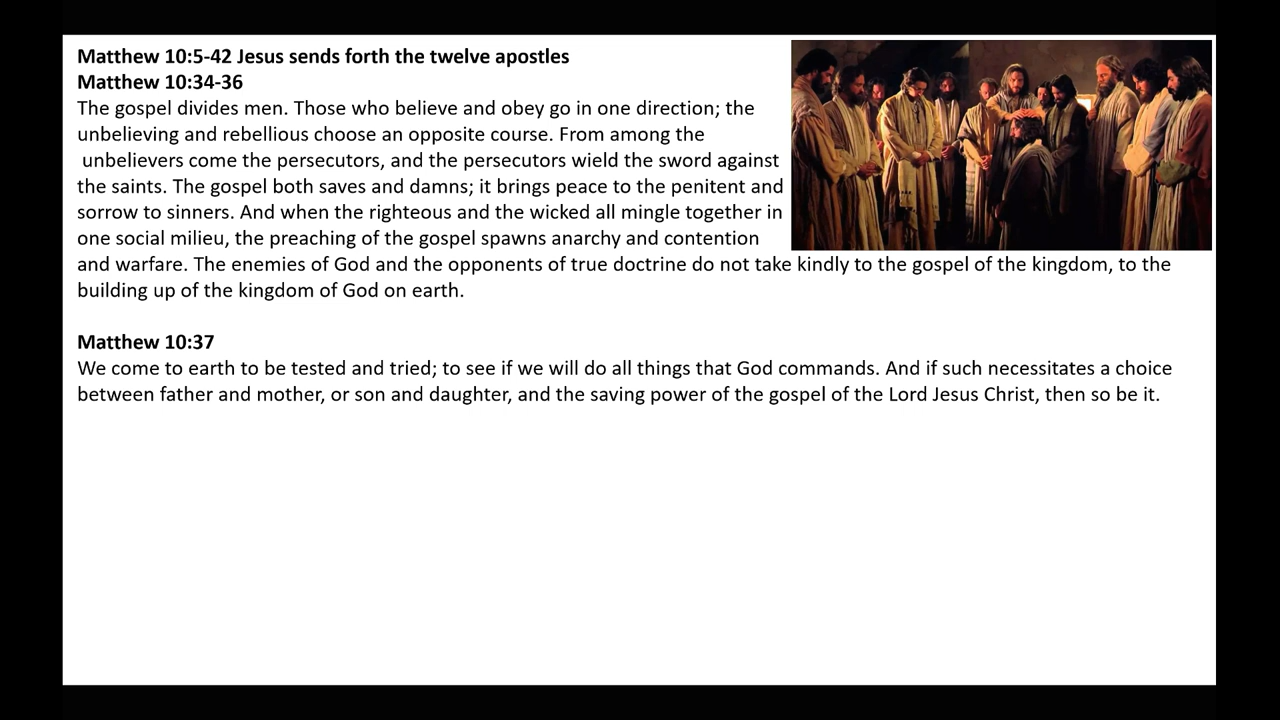 Matthew 10:5-42 Jesus sends forth the twelve apostles
Matthew 10:34-36
The gospel divides men. Those who believe and obey go in one direction; the
unbelieving and rebellious choose an opposite course. From among the
unbelievers come the persecutors, and the persecutors wield the sword against
the saints. The gospel both saves and damns; it brings peace to the penitent and
sorrow to sinners. And when the righteous and the wicked all mingle together in
one social milieu, the preaching of the gospel spawns anarchy and contention
and warfare. The enemies of God and the opponents of true doctrine do not take kindly to the gospel of the kingdom, to the
building up of the kingdom of God on earth.
Matthew 10:37
We come to earth to be tested and tried; to see if we will do all things that God commands. And if such necessitates a choice
between father and mother, or son and daughter, and the saving power of the gospel of the Lord Jesus Christ, then so be it.